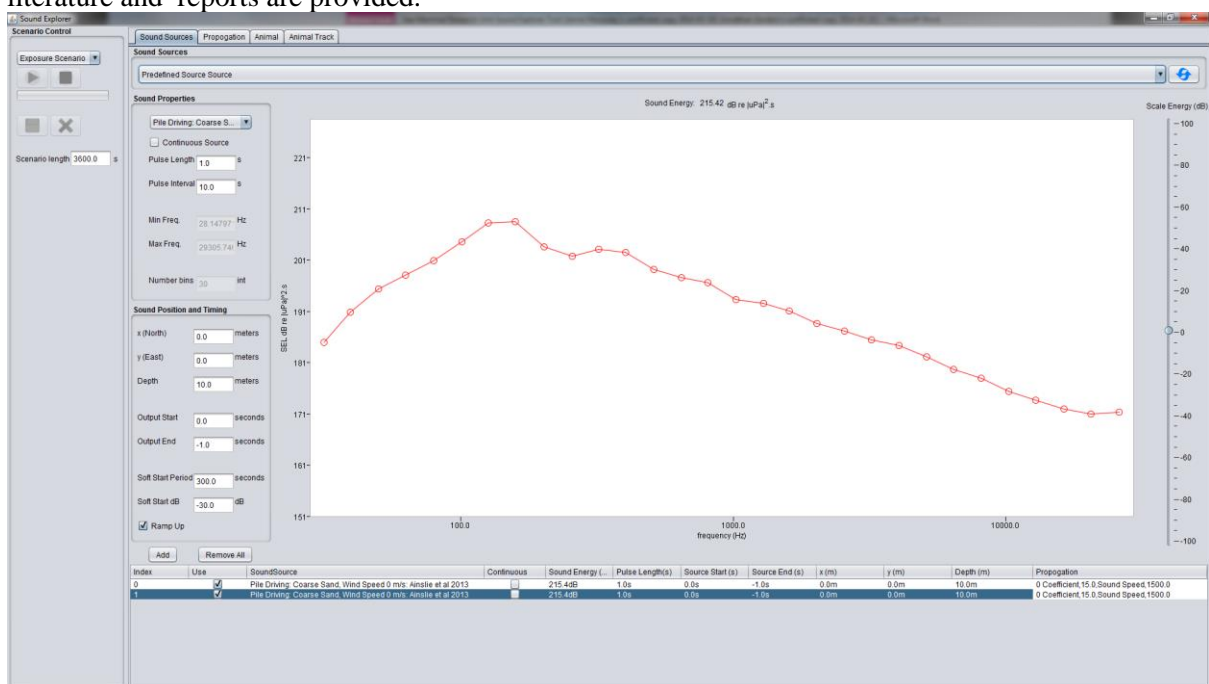 literature and reports are provided.
Sound Explorer
Scenario Control
Exposure Scenario
Scenario length 3600.0 s
Sound Sources Propogation Animal Animal Track
Sound Sources
Predefined Source Source
Sound Properties
Pile Driving: Coarse S...
Continuous Source
Pulse Length 1.0 s
Pulse Interval 10.0 s
Min Freq. 28.14797 Hz
Max Freq. 29305.74 Hz
Number bins 30 int
Sound Position and Timing
x (North) 0.0 meters
y (East) 0.0 meters
Depth 10.0 meters
Output Start 0.0 seconds
Output End -1.0 seconds
Soft Start Period 300.0 seconds
Soft Start dB -30.0 dB
Ramp Up
Add Remove All
Sound Energy: 215.42 dB re |uPa|^2.s
SEL dB re |uPa|^2.s
221
211
201
191
181
171
161
151
100.0 1000.0 10000.0
frequency (Hz)
Scale Energy (dB)
100
80
60
40
20
0
-20
-40
-60
-80
-100
Index Use SoundSource Continuous Sound Energy (... Pulse Length(s) Source Start (s) Source End (s) x (m) y (m) Depth (m) Propogation
0 Pile Driving: Coarse Sand, Wind Speed 0 m/s: Ainslie et al 2013 215.4dB 1.0s 0.0s -1.0s 0.0m 0.0m 10.0m 0 Coefficient,15.0,Sound Speed,1500.0
1 Pile Driving: Coarse Sand, Wind Speed 0 m/s: Ainslie et al 2013 215.4dB 1.0s 0.0s -1.0s 0.0m 0.0m 10.0m 0 Coefficient,15.0,Sound Speed,1500.0